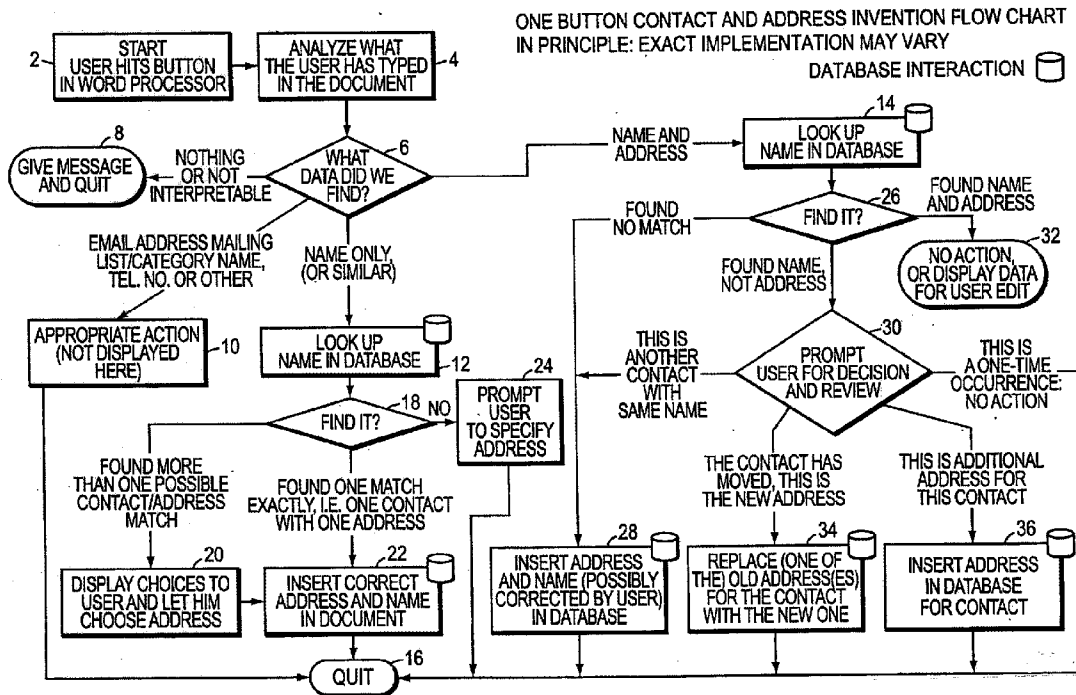 ONE BUTTON CONTACT AND ADDRESS INVENTION FLOW CHART
IN PRINCIPLE: EXACT IMPLEMENTATION MAY VARY
DATABASE INTERACTION
2
START
USER HITS BUTTON
IN WORD PROCESSOR
4
ANALYZE WHAT
THE USER HAS TYPED
IN THE DOCUMENT
6
WHAT
DATA DID WE
FIND?
8
GIVE MESSAGE
AND QUIT
NOTHING
OR NOT
INTERPRETABLE
EMAIL ADDRESS MAILING
LIST/CATEGORY NAME,
TEL. NO. OR OTHER
NAME ONLY,
(OR SIMILAR)
NAME AND
ADDRESS
14
LOOK UP
NAME IN DATABASE
26
FIND IT?
FOUND
NO MATCH
FOUND NAME
AND ADDRESS
32
NO ACTION,
OR DISPLAY DATA
FOR USER EDIT
FOUND NAME,
NOT ADDRESS
APPROPRIATE ACTION
(NOT DISPLAYED
HERE)
10
LOOK UP
NAME IN DATABASE
12
18
FIND IT?
NO
24
PROMPT
USER
TO SPECIFY
ADDRESS
30
PROMPT
USER FOR DECISION
AND REVIEW
THIS IS
ANOTHER
CONTACT
WITH
SAME NAME
THIS IS
A ONE-TIME
OCCURRENCE:
NO ACTION
FOUND MORE
THAN ONE POSSIBLE
CONTACT/ADDRESS
MATCH
FOUND ONE MATCH
EXACTLY, I.E. ONE CONTACT
WITH ONE ADDRESS
THE CONTACT HAS
MOVED, THIS IS
THE NEW ADDRESS
THIS IS ADDITIONAL
ADDRESS FOR
THIS CONTACT
20
DISPLAY CHOICES TO
USER AND LET HIM
CHOOSE ADDRESS
22
INSERT CORRECT
ADDRESS AND NAME
IN DOCUMENT
28
INSERT ADDRESS
AND NAME (POSSIBLY
CORRECTED BY USER)
IN DATABASE
34
REPLACE (ONE OF
THE) OLD ADDRESS(ES)
FOR THE CONTACT
WITH THE NEW ONE
36
INSERT ADDRESS
IN DATABASE
FOR CONTACT
16
QUIT